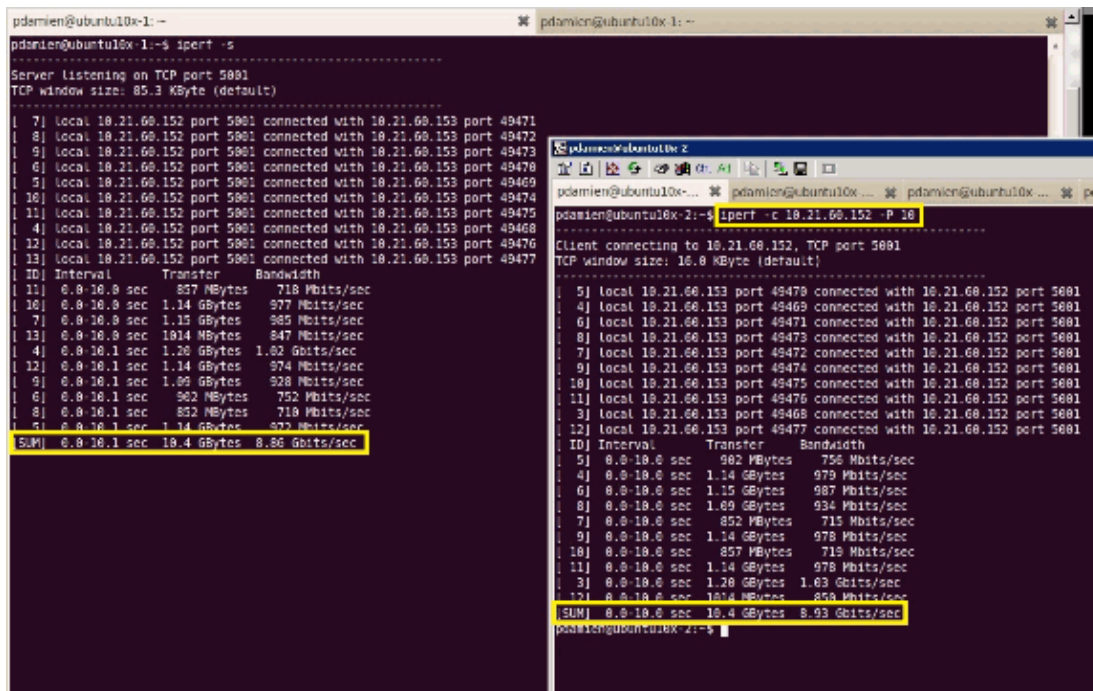 pdamien@ubuntu10x-1: ~
pdamien@ubuntu10x-1: ~
pdamien@ubuntu10x-1:~$ iperf -s
------------------------------------------------------------
Server listening on TCP port 5001
TCP window size: 85.3 KByte (default)
------------------------------------------------------------
[  7] local 10.21.60.152 port 5001 connected with 10.21.60.153 port 49471
[  8] local 10.21.60.152 port 5001 connected with 10.21.60.153 port 49472
[  9] local 10.21.60.152 port 5001 connected with 10.21.60.153 port 49473
[  6] local 10.21.60.152 port 5001 connected with 10.21.60.153 port 49470
[  5] local 10.21.60.152 port 5001 connected with 10.21.60.153 port 49469
[ 10] local 10.21.60.152 port 5001 connected with 10.21.60.153 port 49474
[ 11] local 10.21.60.152 port 5001 connected with 10.21.60.153 port 49475
[  4] local 10.21.60.152 port 5001 connected with 10.21.60.153 port 49468
[ 12] local 10.21.60.152 port 5001 connected with 10.21.60.153 port 49476
[ 13] local 10.21.60.152 port 5001 connected with 10.21.60.153 port 49477
[ ID] Interval       Transfer     Bandwidth
[ 11]  0.0-10.0 sec   857 MBytes   718 Mbits/sec
[ 10]  0.0-10.0 sec  1.14 GBytes   977 Mbits/sec
[  7]  0.0-10.0 sec  1.15 GBytes   985 Mbits/sec
[ 13]  0.0-10.0 sec  1014 MBytes   847 Mbits/sec
[  4]  0.0-10.1 sec  1.20 GBytes  1.02 Gbits/sec
[ 12]  0.0-10.1 sec  1.14 GBytes   974 Mbits/sec
[  9]  0.0-10.1 sec  1.09 GBytes   928 Mbits/sec
[  6]  0.0-10.1 sec   902 MBytes   752 Mbits/sec
[  8]  0.0-10.1 sec   852 MBytes   710 Mbits/sec
[  5]  0.0-10.1 sec  1.14 GBytes   972 Mbits/sec
[SUM]  0.0-10.1 sec  10.4 GBytes  8.86 Gbits/sec
pdamien@ubuntu10x-2
pdamien@ubuntu10x-...
pdamien@ubuntu10x ...
pdamien@ubuntu10x ...
pdamien@ubuntu10x-2:~$ iperf -c 10.21.60.152 -P 10
------------------------------------------------------------
Client connecting to 10.21.60.152, TCP port 5001
TCP window size: 16.0 KByte (default)
------------------------------------------------------------
[  5] local 10.21.60.153 port 49470 connected with 10.21.60.152 port 5001
[  4] local 10.21.60.153 port 49469 connected with 10.21.60.152 port 5001
[  6] local 10.21.60.153 port 49471 connected with 10.21.60.152 port 5001
[  8] local 10.21.60.153 port 49473 connected with 10.21.60.152 port 5001
[  7] local 10.21.60.153 port 49472 connected with 10.21.60.152 port 5001
[  9] local 10.21.60.153 port 49474 connected with 10.21.60.152 port 5001
[ 10] local 10.21.60.153 port 49475 connected with 10.21.60.152 port 5001
[ 11] local 10.21.60.153 port 49476 connected with 10.21.60.152 port 5001
[  3] local 10.21.60.153 port 49468 connected with 10.21.60.152 port 5001
[ 12] local 10.21.60.153 port 49477 connected with 10.21.60.152 port 5001
[ ID] Interval       Transfer     Bandwidth
[  5]  0.0-10.0 sec   902 MBytes   756 Mbits/sec
[  4]  0.0-10.0 sec  1.14 GBytes   979 Mbits/sec
[  6]  0.0-10.0 sec  1.15 GBytes   987 Mbits/sec
[  8]  0.0-10.0 sec  1.09 GBytes   934 Mbits/sec
[  7]  0.0-10.0 sec   852 MBytes   715 Mbits/sec
[  9]  0.0-10.0 sec  1.14 GBytes   978 Mbits/sec
[ 10]  0.0-10.0 sec   857 MBytes   719 Mbits/sec
[ 11]  0.0-10.0 sec  1.14 GBytes   978 Mbits/sec
[  3]  0.0-10.0 sec  1.20 GBytes  1.03 Gbits/sec
[ 12]  0.0-10.0 sec  1014 MBytes   850 Mbits/sec
[SUM]  0.0-10.0 sec  10.4 GBytes  8.93 Gbits/sec
pdamien@ubuntu10x-2:~$